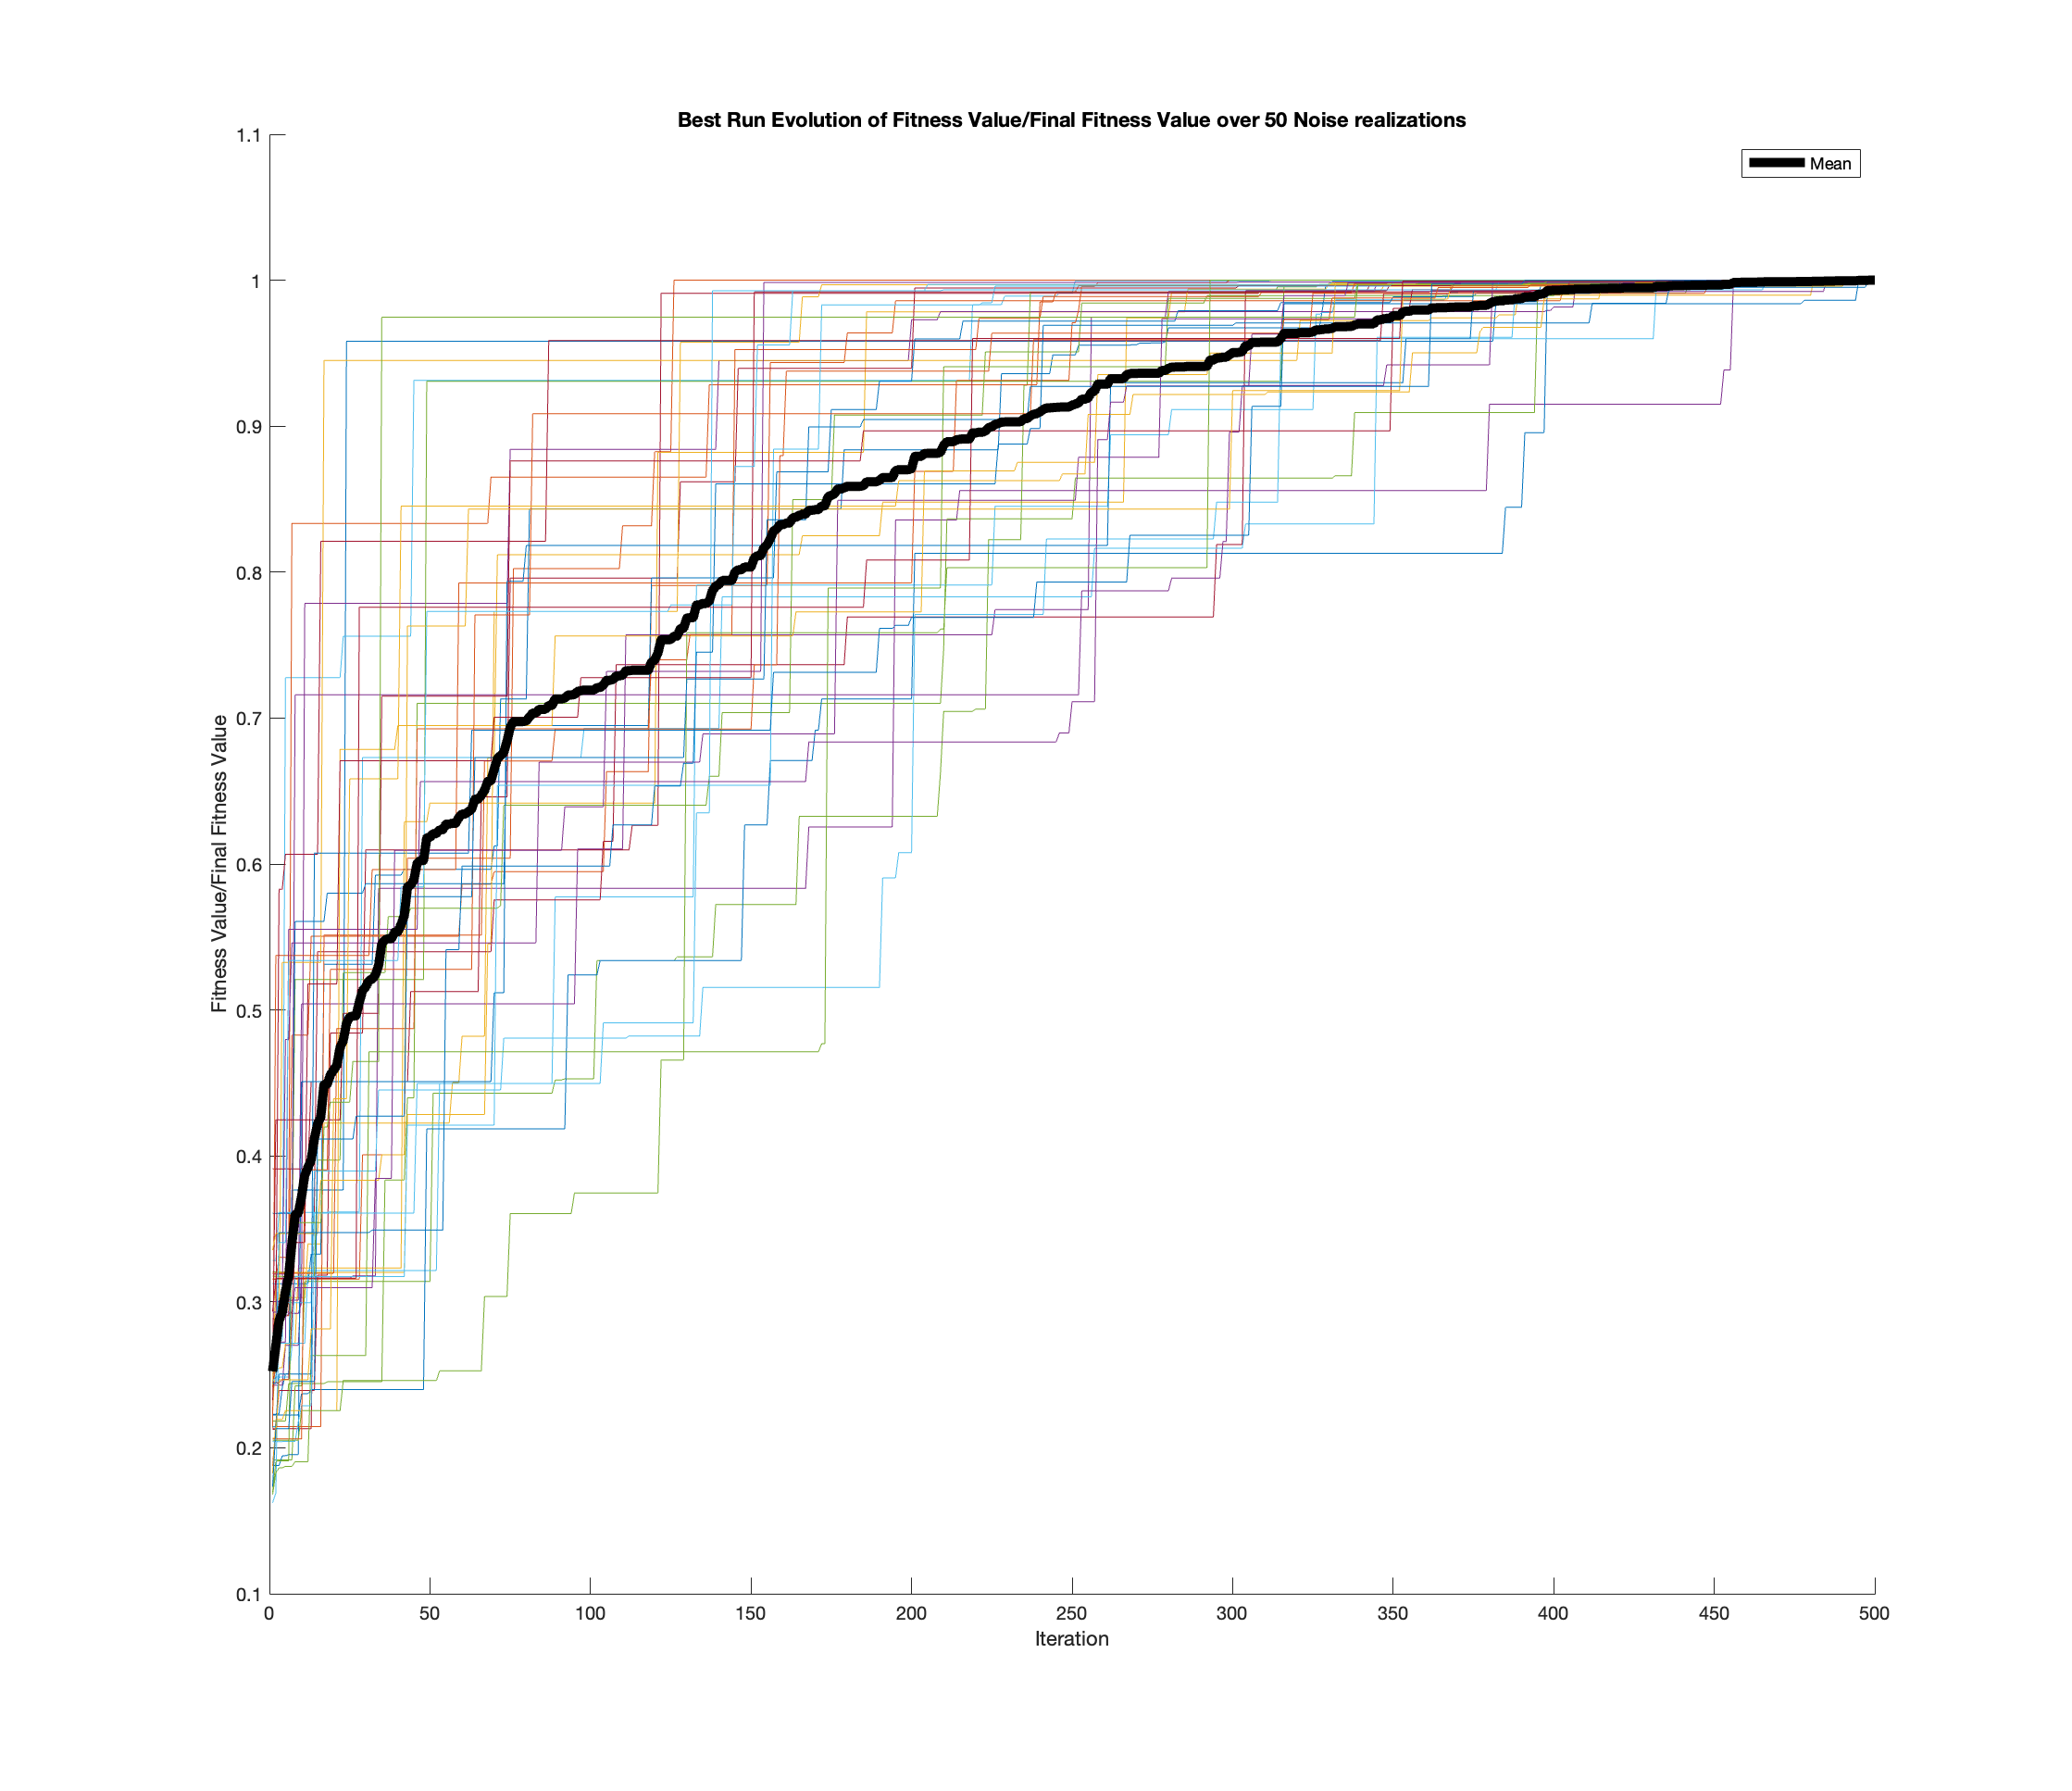 Best Run Evolution of Fitness Value/Final Fitness Value over 50 Noise realizations
Mean
Fitness Value/Final Fitness Value
1.1
1
0.9
0.8
0.7
0.6
0.5
0.4
0.3
0.2
0.1
0 50 100 150 200 250 300 350 400 450 500
Iteration